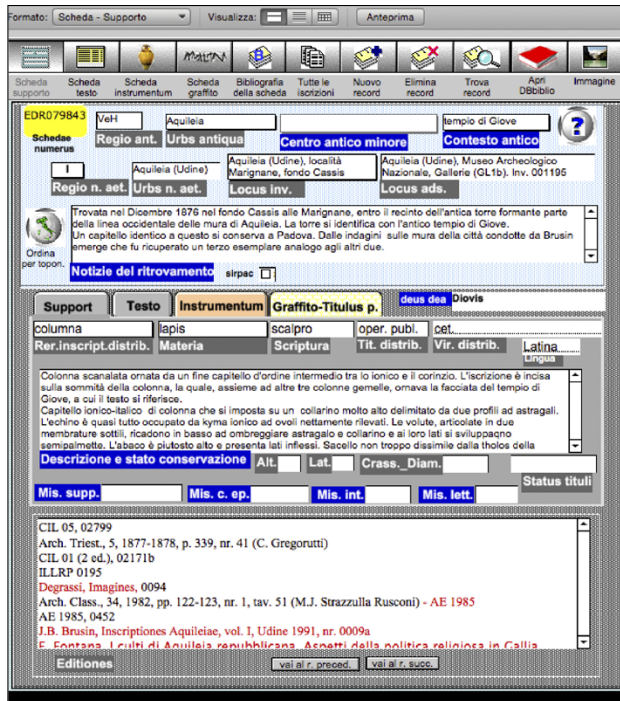 Formato: Scheda - Supporto Visualizza: Anteprima
Scheda supporto
Scheda testo
Scheda instrumentum
Scheda graffito
Bibliografia della scheda
Tutte le iscrizioni
Nuovo record
Elimina record
Trova record
Apri DBbiblio
Immagine
EDR079843
Schedae numerus
VeH
Regio ant.
Aquileia
Urbs antiqua
Centro antico minore
tempio di Giove
Contesto antico
?
I
Regio n. aet.
Aquileia (Udine)
Urbs n. aet.
Aquileia (Udine), località
Marignane, fondo Cassis
Locus inv.
Aquileia (Udine), Museo Archeologico
Nazionale, Gallerie (GL1b). Inv. 001195
Locus ads.
Ordina
per topon.
Trovata nel Dicembre 1876 nel fondo Cassis alle Marignane, entro il recinto dell'antica torre formante parte
della linea occidentale delle mura di Aquileia. La torre si identifica con l'antico tempio di Giove.
Un capitello identico a questo si conserva a Padova. Dalle indagini sulle mura della città condotte da Brusin
emerge che fu ricuperato un terzo esemplare analogo agli altri due.
Notizie del ritrovamento sirpac
Support Testo Instrumentum Graffito-Titulus p. deus dea Diovis
columna lapis scalpro oper. publ. cet.
Rer.inscript.distrib. Materia Scriptura Tit. distrib. Vir. distrib. Latina
Lingua
Colonna scanalata ornata da un fine capitello d'ordine intermedio tra lo ionico e il corinzio. L'iscrizione è incisa
sulla sommità della colonna, la quale, assieme ad altre tre colonne gemelle, ornava la facciata del tempio di
Giove, a cui il testo si riferisce.
Capitello ionico-italico di colonna che si imposta su un collarino molto alto delimitato da due profili ad astragali.
L'echino è quasi tutto occupato da kyma ionico ad ovoli nettamente rilevati. Le volute, articolate in due
membrature sottili, ricadono in basso ad ombreggiare astragalo e collarino e ai loro lati si sviluppaqno
semipalmette. L'abaco è piutosto alto e presenta lati inflessi. Sacello non troppo dissimile dalla tholos della
Descrizione e stato conservazione Alt. Lat. Crass._Diam.
Status tituli
Mis. supp. Mis. c. ep. Mis. int. Mis. lett.
CIL 05, 02799
Arch. Triest., 5, 1877-1878, p. 339, nr. 41 (C. Gregorutti)
CIL 01 (2 ed.), 02171b
ILLRP 0195
Degrassi, Imagines, 0094
Arch. Class., 34, 1982, pp. 122-123, nr. 1, tav. 51 (M.J. Strazzulla Rusconi) - AE 1985
AE 1985, 0452
J.B. Brusin, Inscriptiones Aquileiae, vol. I, Udine 1991, nr. 0009a
F. Fontana, I culti di Aquileia repubblicana. Aspetti della politica religiosa in Gallia
Editiones vai al r. preced. vai al r. succ.